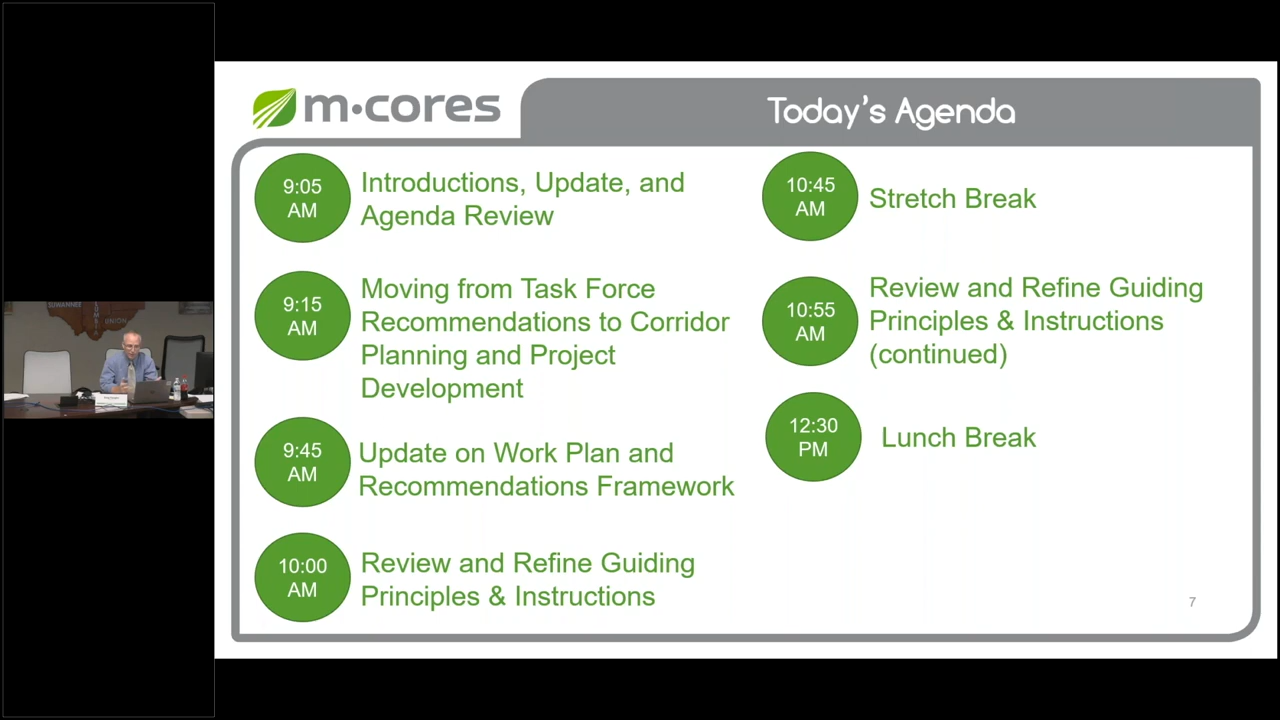 m·cores
Today's Agenda
9:05
AM
Introductions, Update, and
Agenda Review
9:15
AM
Moving from Task Force
Recommendations to Corridor
Planning and Project
Development
9:45
AM
Update on Work Plan and
Recommendations Framework
10:00
AM
Review and Refine Guiding
Principles & Instructions
10:45
AM
Stretch Break
10:55
AM
Review and Refine Guiding
Principles & Instructions
(continued)
12:30
PM
Lunch Break
7
UNION